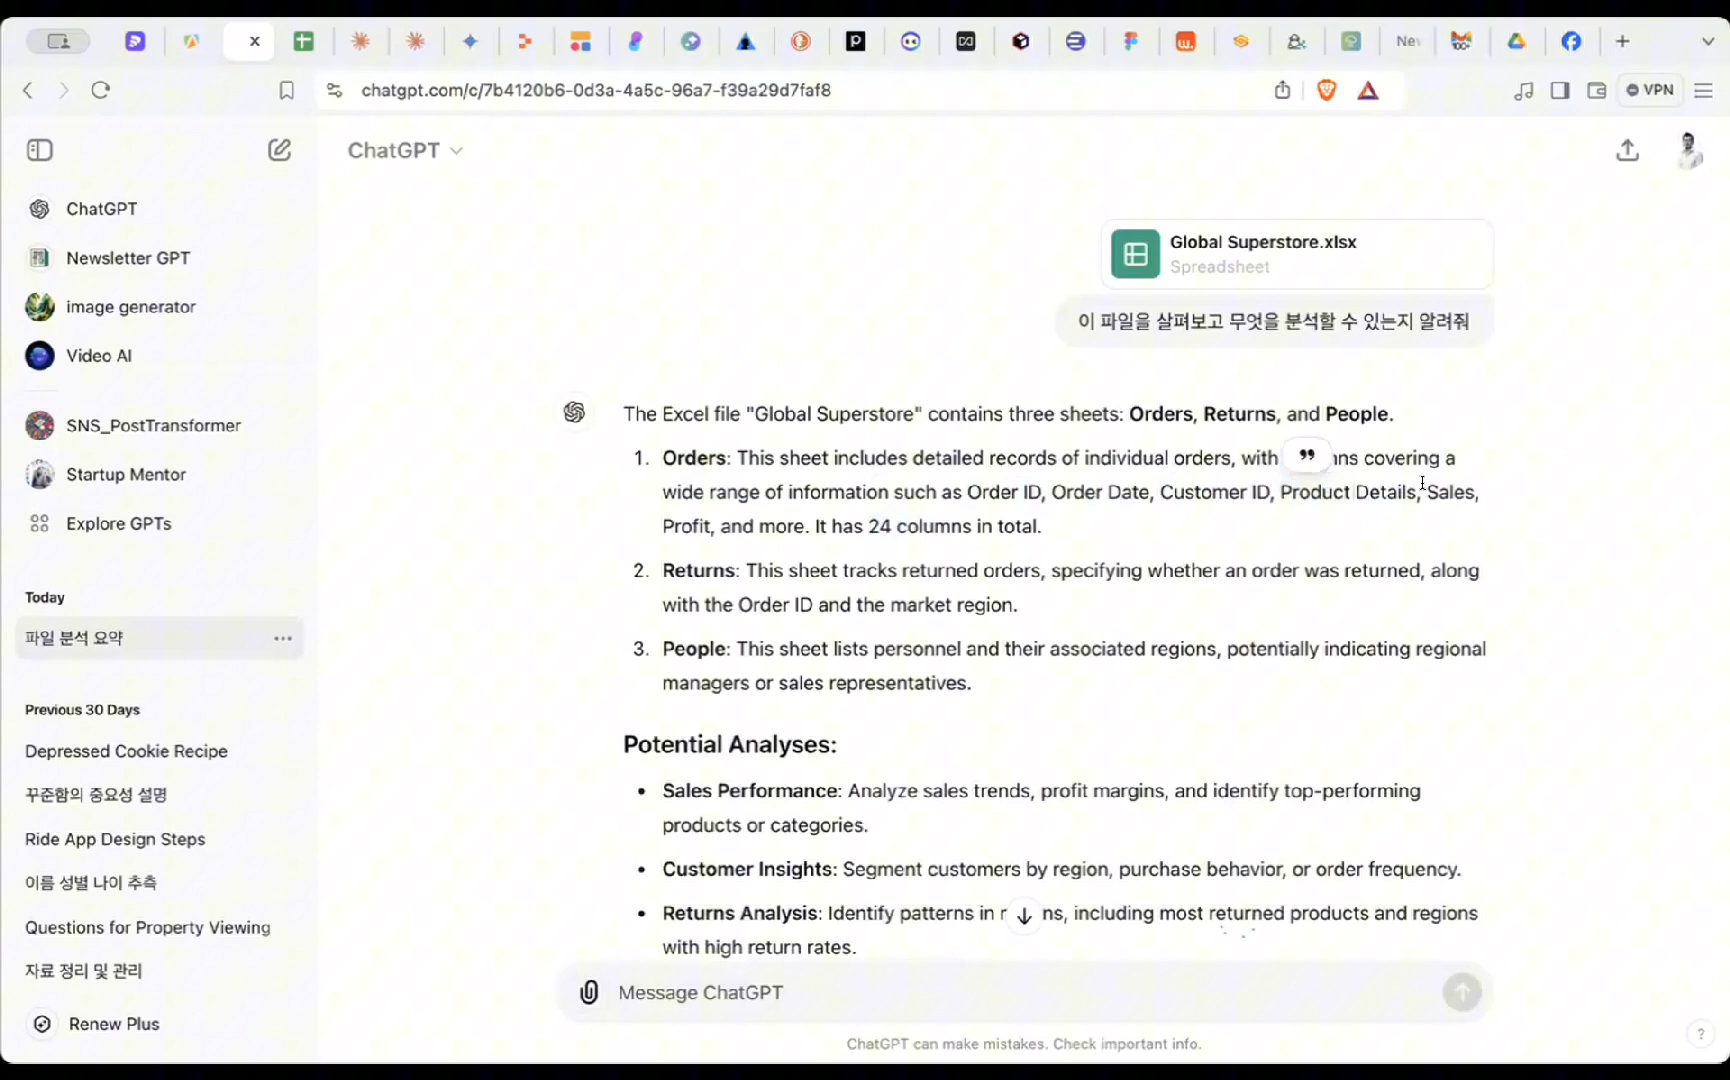 New
chatgpt.com/c/7b4120b6-0d3a-4a5c-96a7-f39a29d7faf8
VPN
ChatGPT
Newsletter GPT
image generator
Video AI
SNS_PostTransformer
Startup Mentor
Explore GPTs
Today
파일 분석 요약
Previous 30 Days
Depressed Cookie Recipe
꾸준함의 중요성 설명
Ride App Design Steps
이름 성별 나이 추측
Questions for Property Viewing
자료 정리 및 관리
Renew Plus
ChatGPT
Global Superstore.xlsx
Spreadsheet
이 파일을 살펴보고 무엇을 분석할 수 있는지 알려줘
The Excel file "Global Superstore" contains three sheets: Orders, Returns, and People.
1. Orders: This sheet includes detailed records of individual orders, with covering a
wide range of information such as Order ID, Order Date, Customer ID, Product Details, Sales,
Profit, and more. It has 24 columns in total.
2. Returns: This sheet tracks returned orders, specifying whether an order was returned, along
with the Order ID and the market region.
3. People: This sheet lists personnel and their associated regions, potentially indicating regional
managers or sales representatives.
Potential Analyses:
• Sales Performance: Analyze sales trends, profit margins, and identify top-performing
products or categories.
• Customer Insights: Segment customers by region, purchase behavior, or order frequency.
• Returns Analysis: Identify patterns in including most returned products and regions
with high return rates.
Message ChatGPT
ChatGPT can make mistakes. Check important info.
?